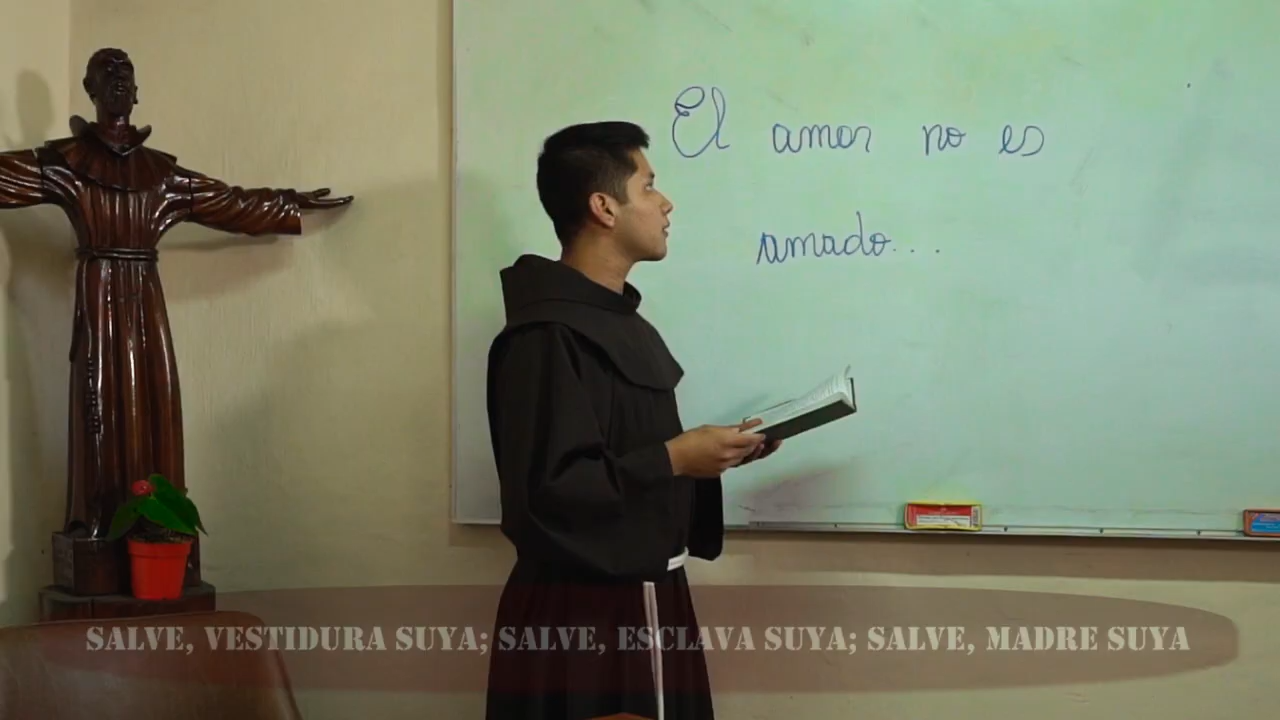 El amor no es
amado...
SALVE, VESTIDURA SUYA; SALVE, ESCLAVA SUYA; SALVE, MADRE SUYA